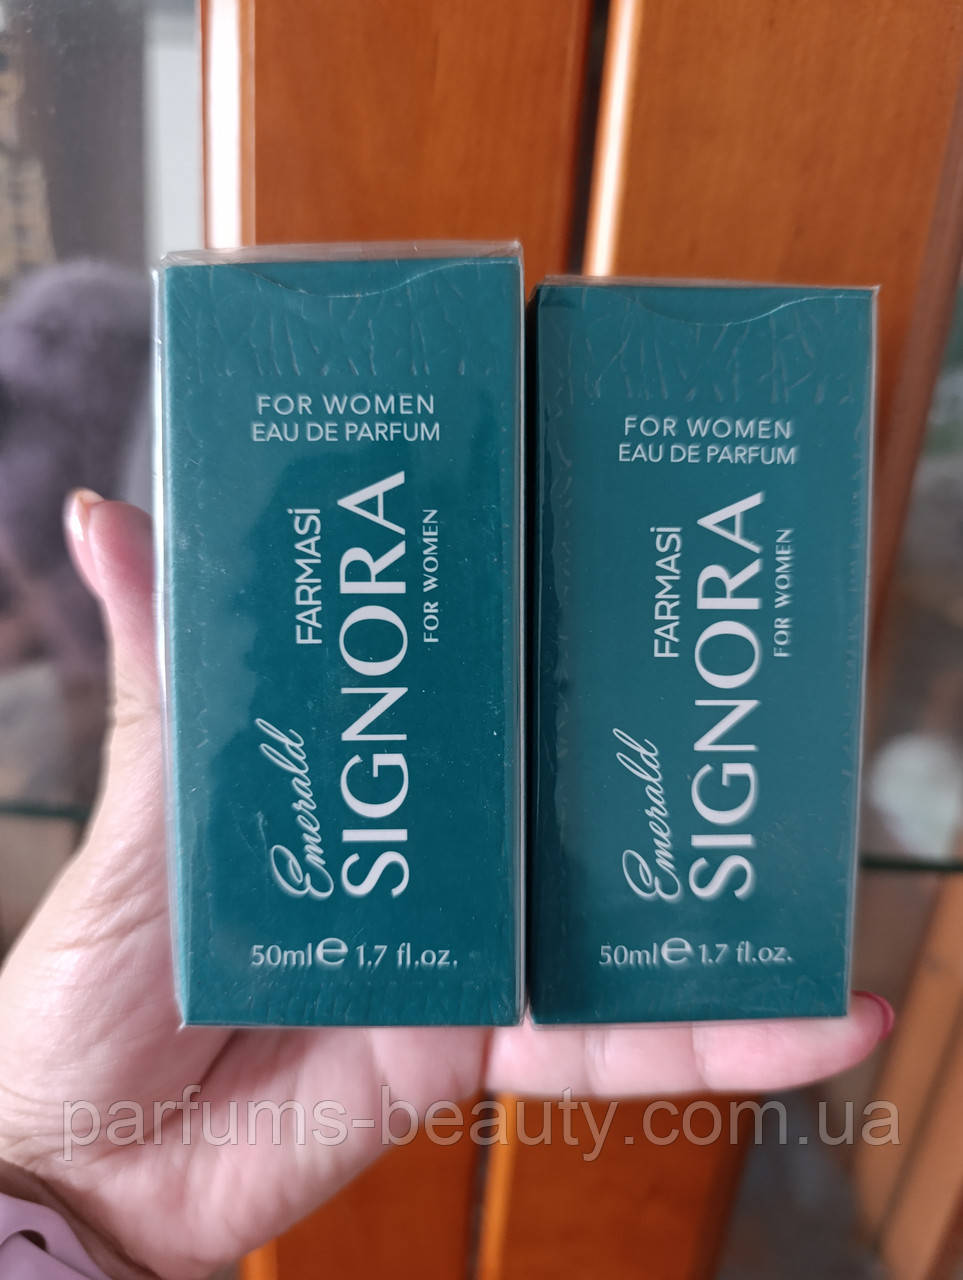 FOR WOMEN
EAU DE PARFUM
FARMASi
Emerald
SIGNORA
FOR WOMEN
50ml e 1.7 fl.oz.
FOR WOMEN
EAU DE PARFUM
FARMASi
Emerald
SIGNORA
FOR WOMEN
50ml e 1.7 fl.oz.
parfums-beauty.com.ua